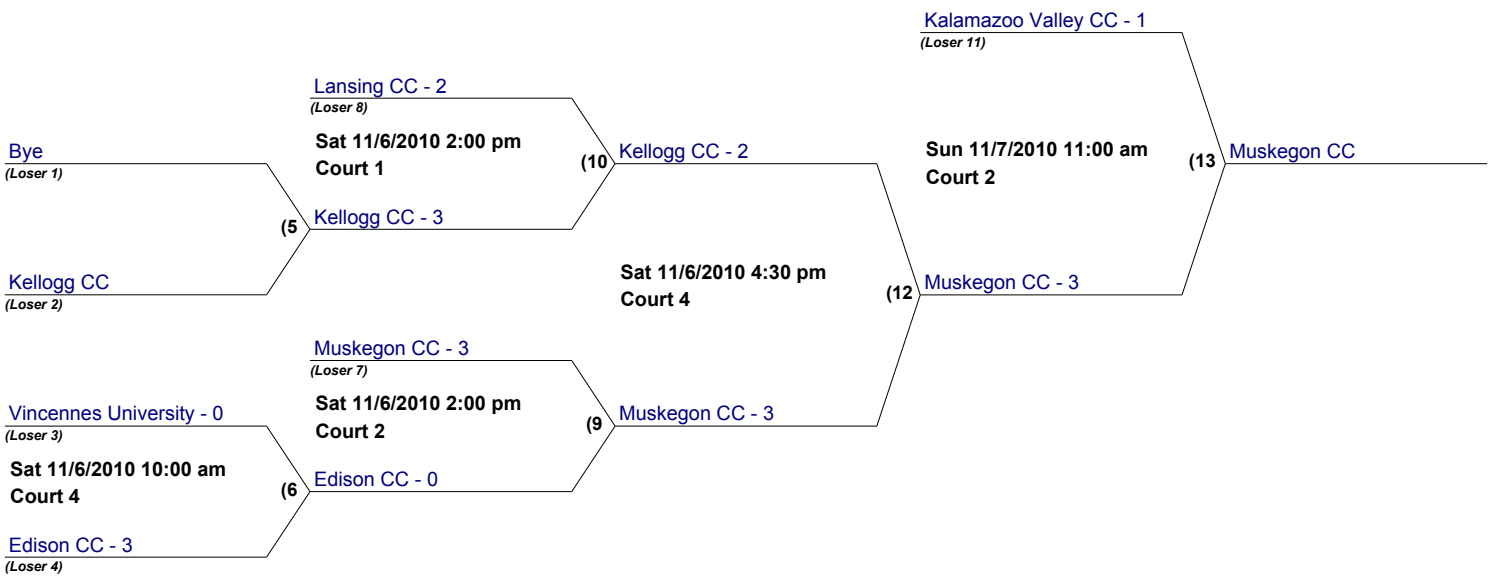 Kalamazoo Valley CC - 1
(Loser 11)
Lansing CC - 2
(Loser 8)
Sat 11/6/2010 2:00 pm
Court 1
Bye
(Loser 1)
(10
Kellogg CC - 2
Sun 11/7/2010 11:00 am
Court 2
(13
Muskegon CC
(5
Kellogg CC - 3
Kellogg CC
(Loser 2)
Sat 11/6/2010 4:30 pm
Court 4
(12
Muskegon CC - 3
Muskegon CC - 3
(Loser 7)
Sat 11/6/2010 2:00 pm
Court 2
Vincennes University - 0
(Loser 3)
(9
Muskegon CC - 3
Sat 11/6/2010 10:00 am
Court 4
(6
Edison CC - 0
Edison CC - 3
(Loser 4)